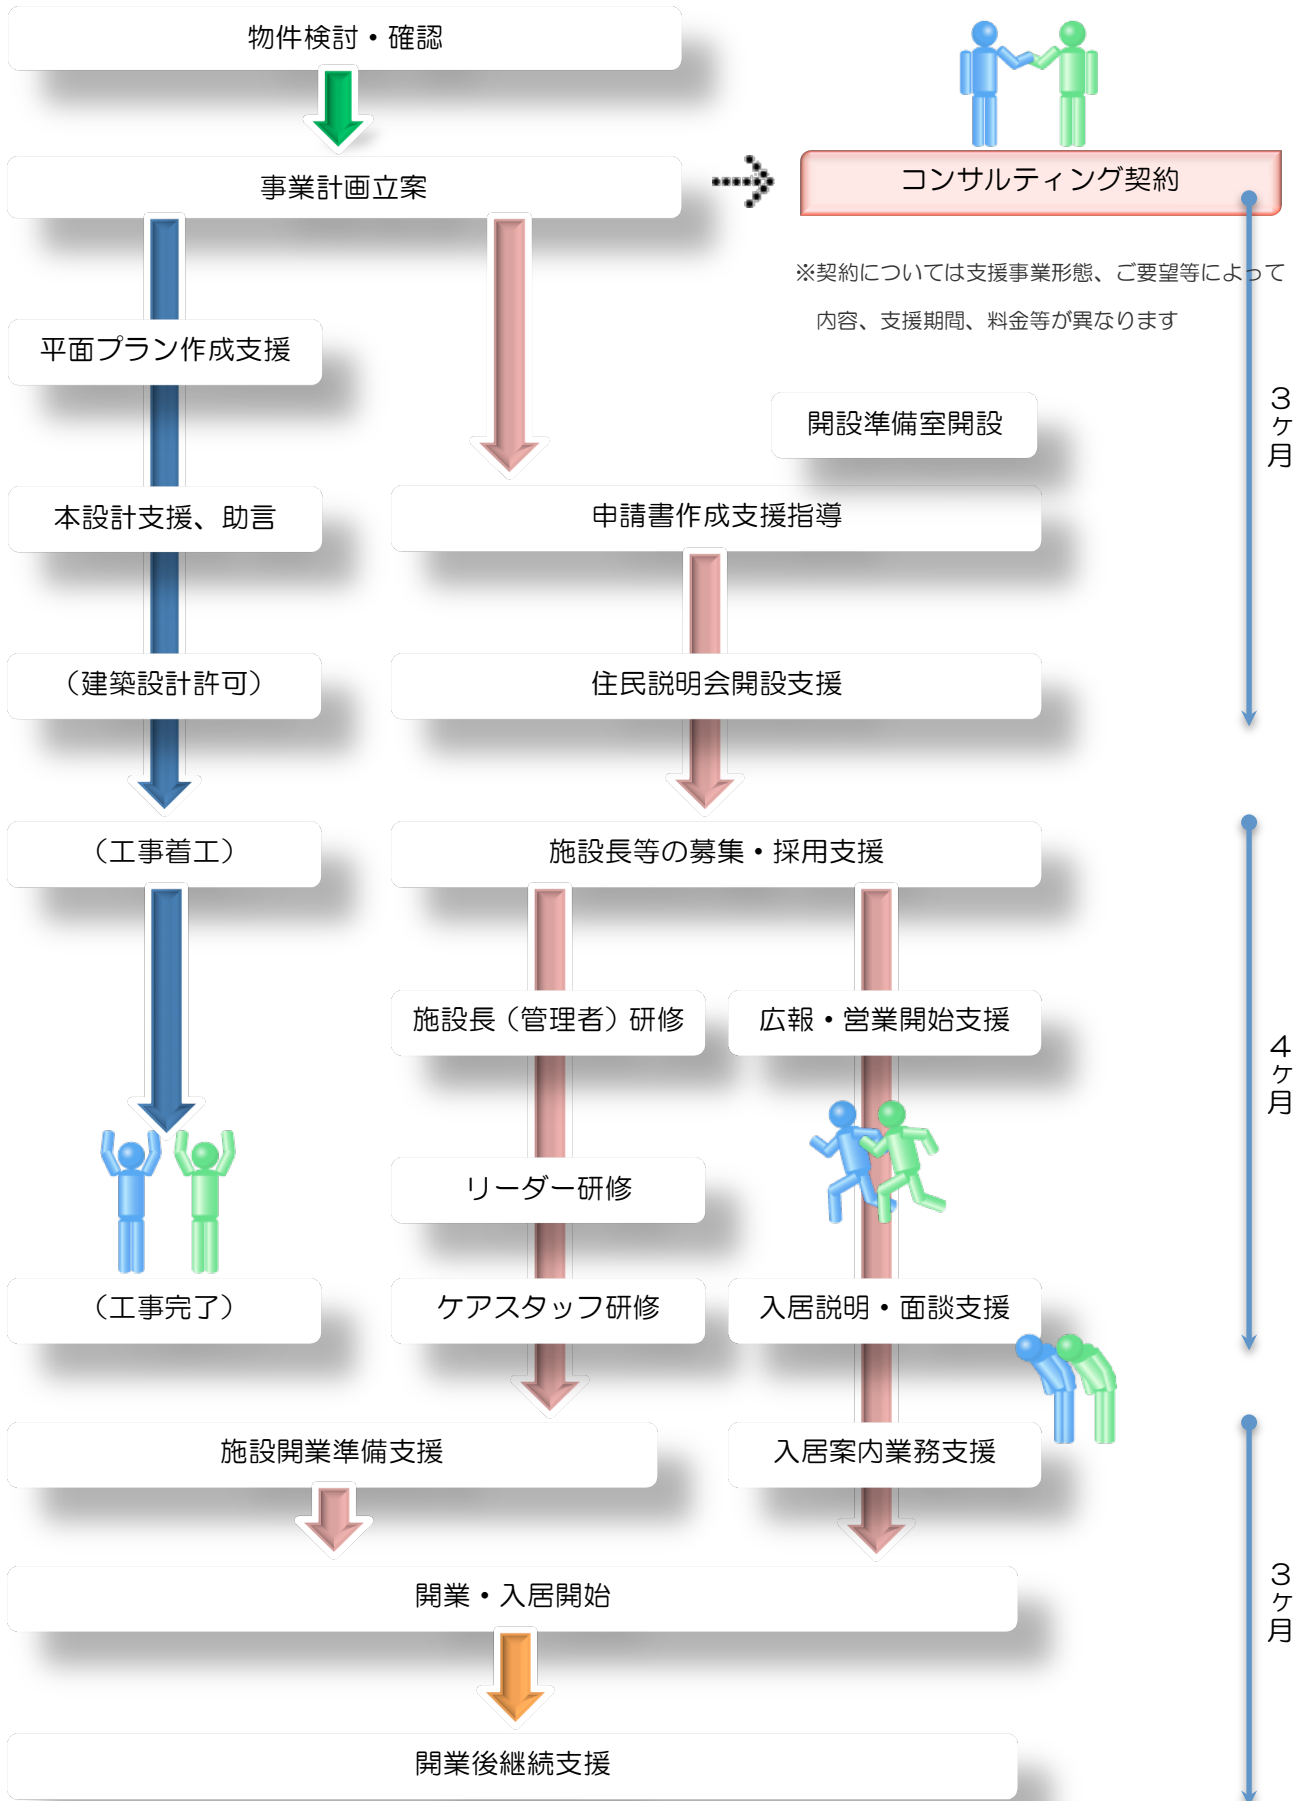 物件検討・確認
事業計画立案
コンサルティング契約
※契約については支援事業形態、ご要望等によって
内容、支援期間、料金等が異なります
平面プラン作成支援
3ヶ月
開設準備室開設
本設計支援、助言
申請書作成支援指導
（建築設計許可）
住民説明会開設支援
（工事着工）
施設長等の募集・採用支援
施設長（管理者）研修
広報・営業開始支援
4ヶ月
リーダー研修
（工事完了）
ケアスタッフ研修
入居説明・面談支援
施設開業準備支援
入居案内業務支援
開業・入居開始
3ヶ月
開業後継続支援